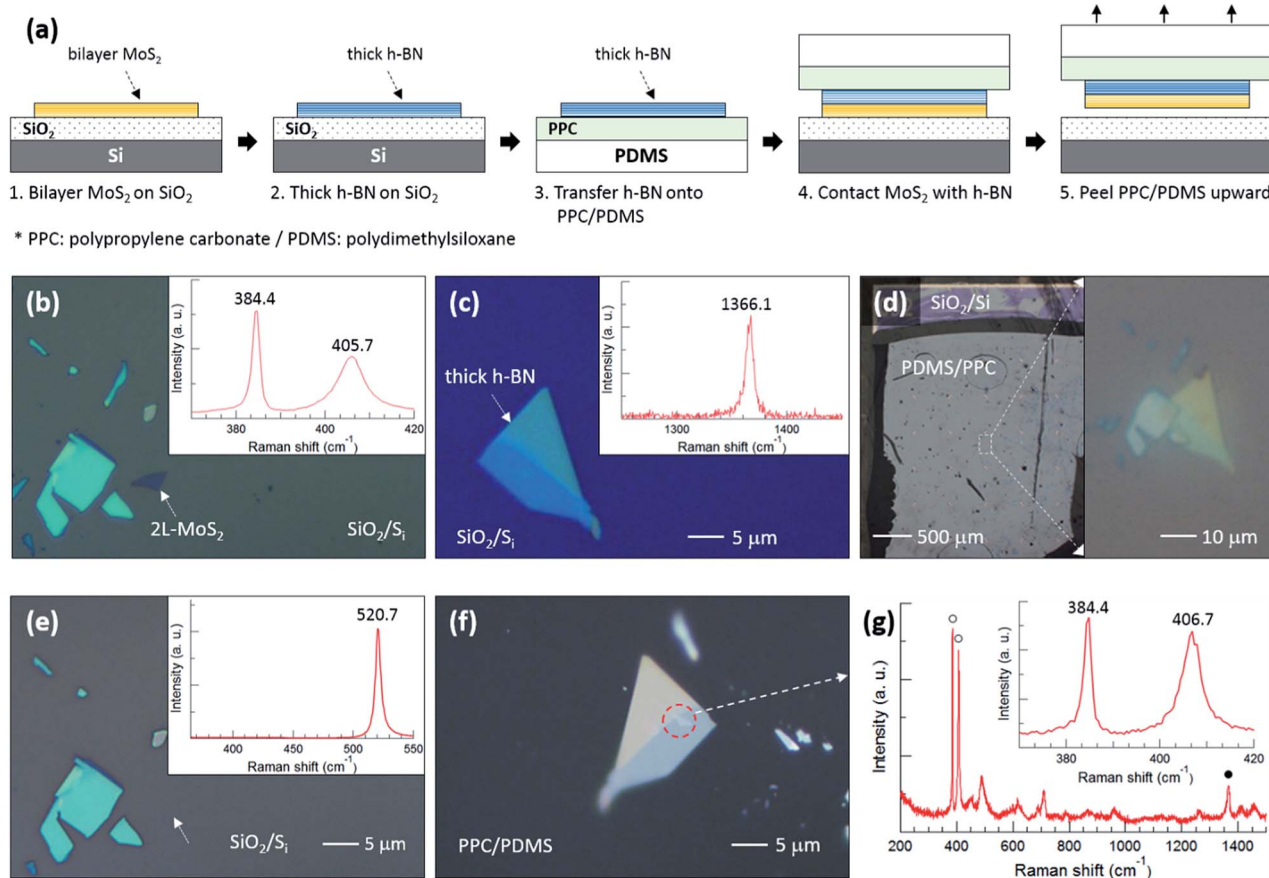 (a)
bilayer MoS₂
thick h-BN
thick h-BN
SiO₂
SiO₂
PPC
Si
Si
PDMS
1. Bilayer MoS₂ on SiO₂
2. Thick h-BN on SiO₂
3. Transfer h-BN onto
PPC/PDMS
4. Contact MoS₂ with h-BN
5. Peel PPC/PDMS upward
* PPC: polypropylene carbonate / PDMS: polydimethylsiloxane
(b)
384.4
405.7
Intensity (a. u.)
380 400 420
Raman shift (cm⁻¹)
2L-MoS₂
SiO₂/Sᵢ
(c)
1366.1
Intensity (a. u.)
1300 1400
Raman shift (cm⁻¹)
thick h-BN
SiO₂/Sᵢ
5 μm
(d)
SiO₂/Si
PDMS/PPC
500 μm
10 μm
(e)
520.7
Intensity (a. u.)
400 450 500 550
Raman shift (cm⁻¹)
SiO₂/Sᵢ
5 μm
(f)
PPC/PDMS
5 μm
(g)
384.4
406.7
Intensity (a. u.)
380 400 420
Raman shift (cm⁻¹)
Intensity (a. u.)
200 400 600 800 1000 1200 1400
Raman shift (cm⁻¹)